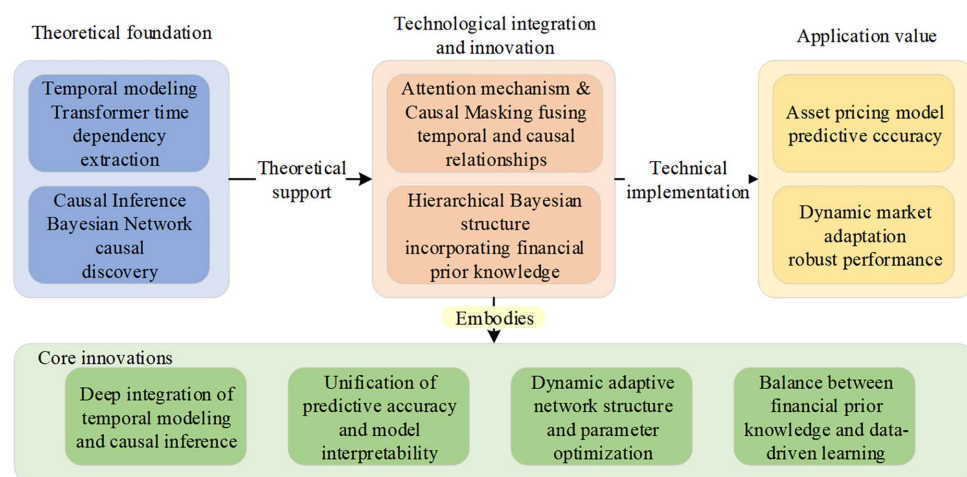 Theoretical foundation
Temporal modeling
Transformer time
dependency
extraction
Causal Inference
Bayesian Network
causal
discovery
Theoretical
support
Technological integration
and innovation
Attention mechanism &
Causal Masking fusing
temporal and causal
relationships
Hierarchical Bayesian
structure
incorporating financial
prior knowledge
Technical
implementation
Application value
Asset pricing model
predictive occuracy
Dynamic market
adaptation
robust performance
Embodies
Core innovations
Deep integration of
temporal modeling
and causal inference
Unification of
predictive accuracy
and model
interpretability
Dynamic adaptive
network structure
and parameter
optimization
Balance between
financial prior
knowledge and data-
driven learning